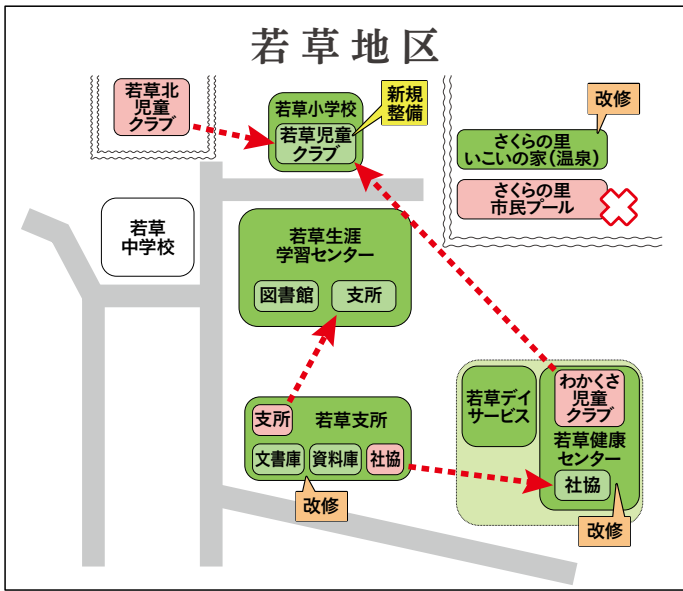 若草地区
若草北
児童
クラブ
若草小学校
若草児童
クラブ
新規
整備
改修
さくらの里
いこいの家(温泉)
さくらの里
市民プール
若草
中学校
若草生涯
学習センター
図書館
支所
支所
若草支所
文書庫
資料庫
社協
改修
若草デイ
サービス
わかくさ
児童
クラブ
若草健康
センター
社協
改修